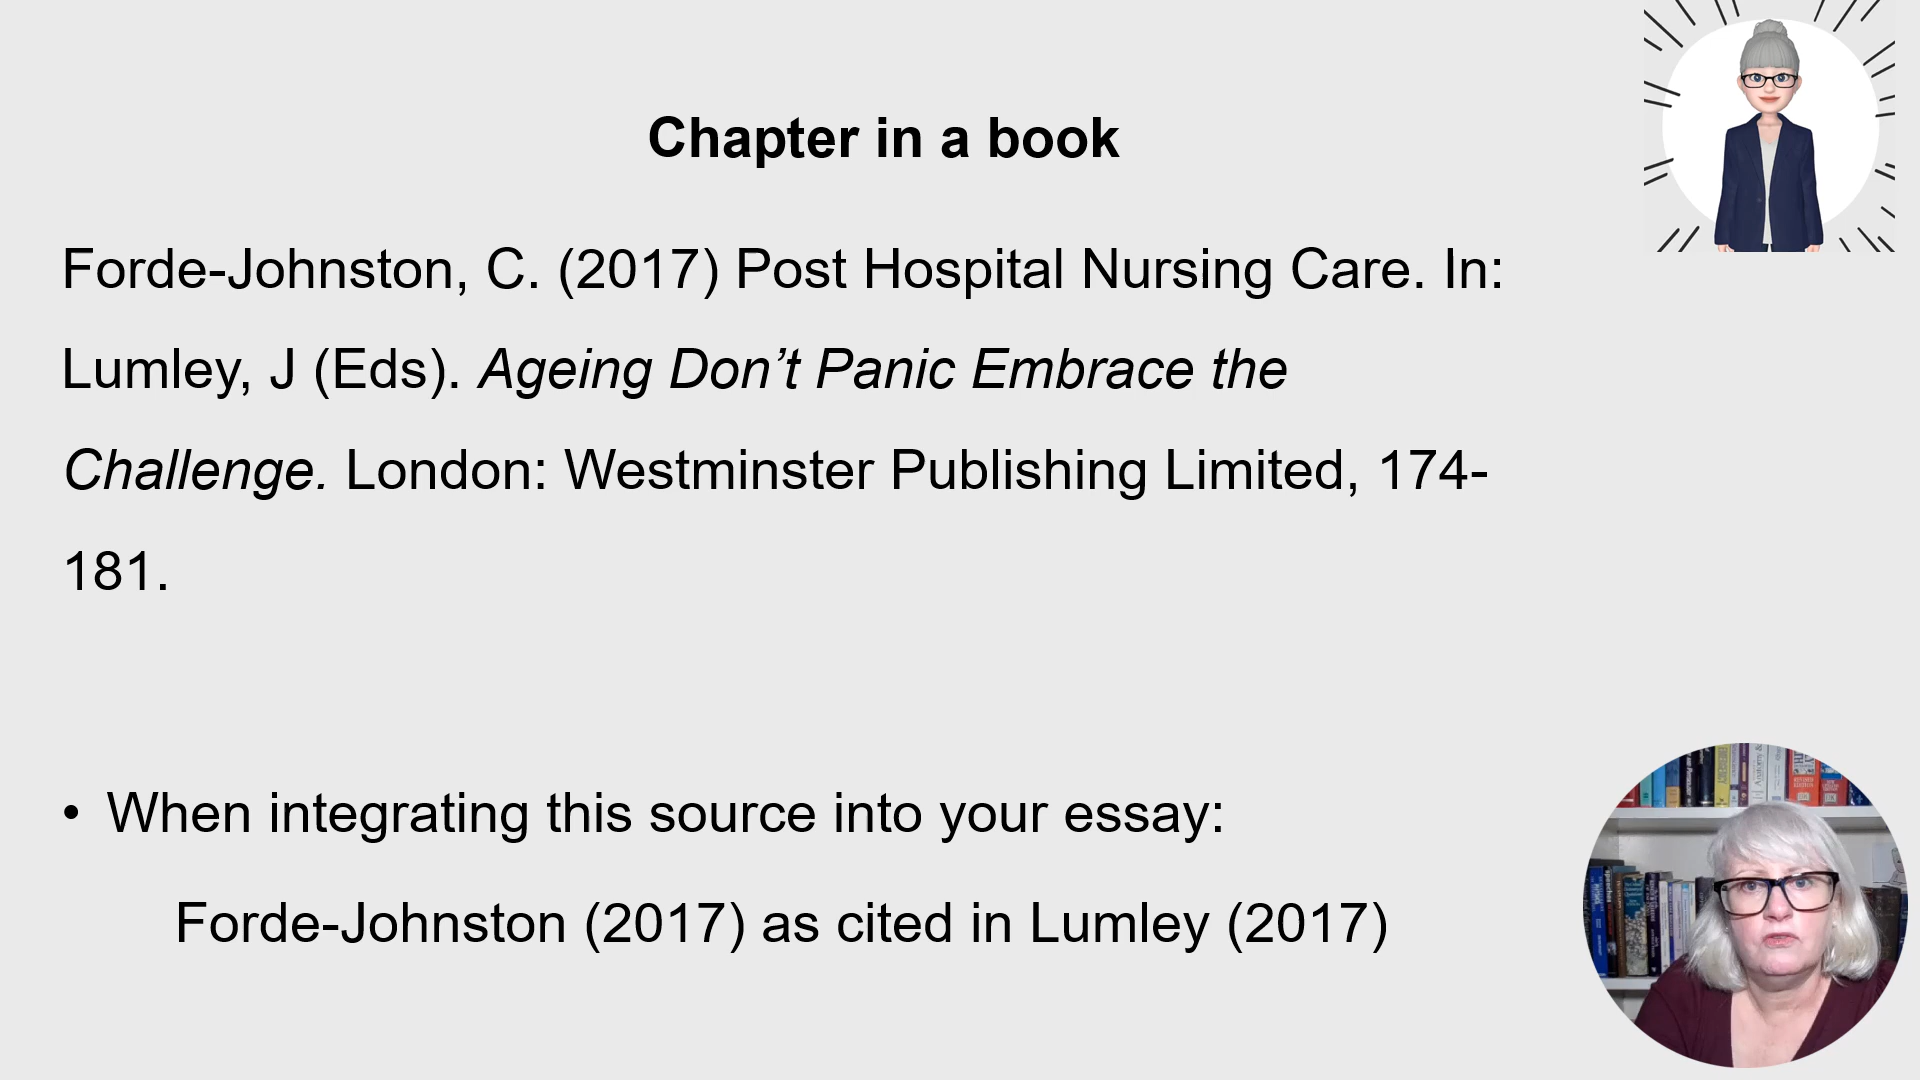 Chapter in a book
Forde-Johnston, C. (2017) Post Hospital Nursing Care. In:
Lumley, J (Eds). Ageing Don’t Panic Embrace the
Challenge. London: Westminster Publishing Limited, 174-
181.
• When integrating this source into your essay:
Forde-Johnston (2017) as cited in Lumley (2017)